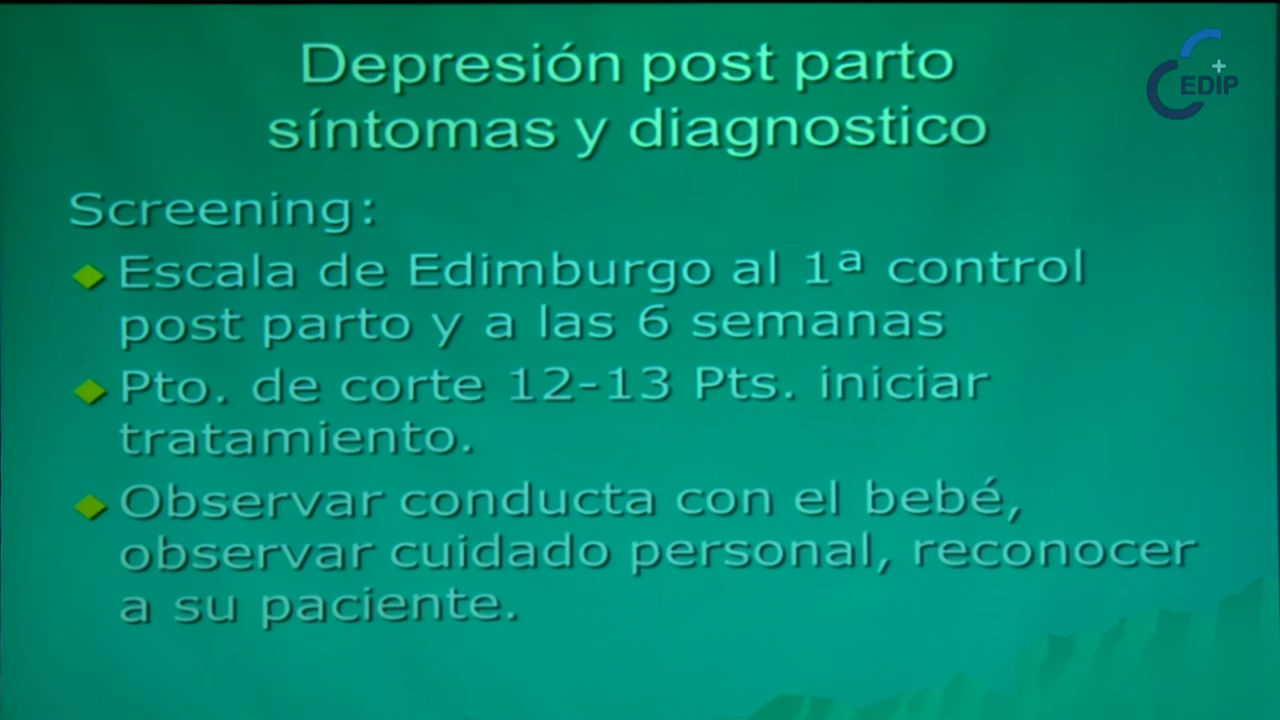 Depresión post parto
síntomas y diagnostico
CEDIP
Screening:
Escala de Edimburgo al 1ª control
post parto y a las 6 semanas
Pto. de corte 12-13 Pts. iniciar
tratamiento.
Observar conducta con el bebé,
observar cuidado personal, reconocer
a su paciente.